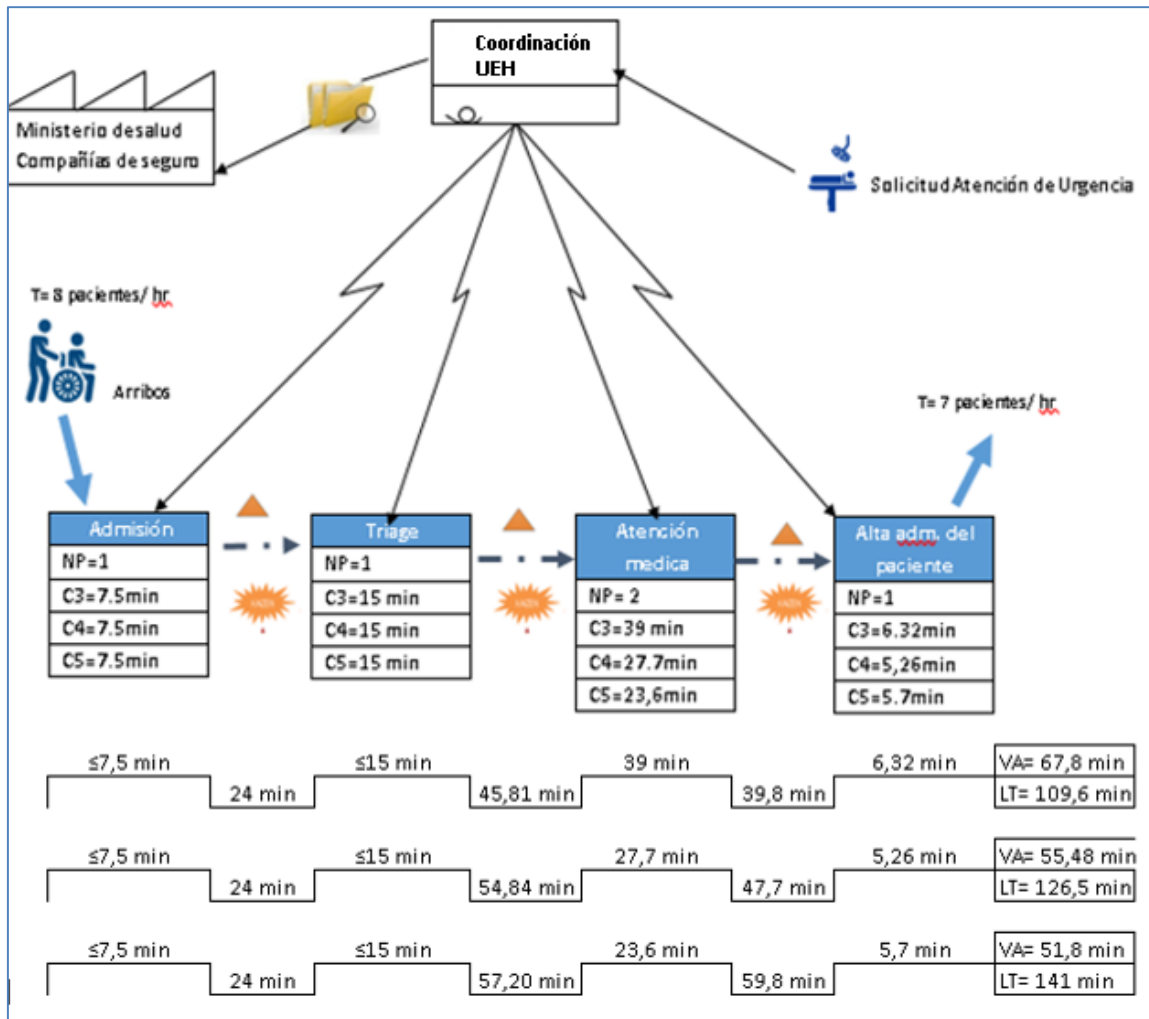 Coordinación
UEH
Ministerio desalud
Compañías de seguro
Solicitud Atención de Urgencia
T= 8 pacientes/ hr
Arribos
T= 7 pacientes/ hr
Admisión
NP=1
C3=7.5min
C4=7.5min
C5=7.5min
Triage
NP=1
C3=15 min
C4=15 min
C5=15 min
Atención
medica
NP= 2
C3=39 min
C4=27.7min
C5=23,6min
Alta adm. del
paciente
NP=1
C3=6.32min
C4=5,26min
C5=5.7min
≤7,5 min
24 min
≤15 min
45,81 min
39 min
39,8 min
6,32 min
VA= 67,8 min
LT= 109,6 min
≤7,5 min
24 min
≤15 min
54,84 min
27,7 min
47,7 min
5,26 min
VA= 55,48 min
LT= 126,5 min
≤7,5 min
24 min
≤15 min
57,20 min
23,6 min
59,8 min
5,7 min
VA= 51,8 min
LT= 141 min